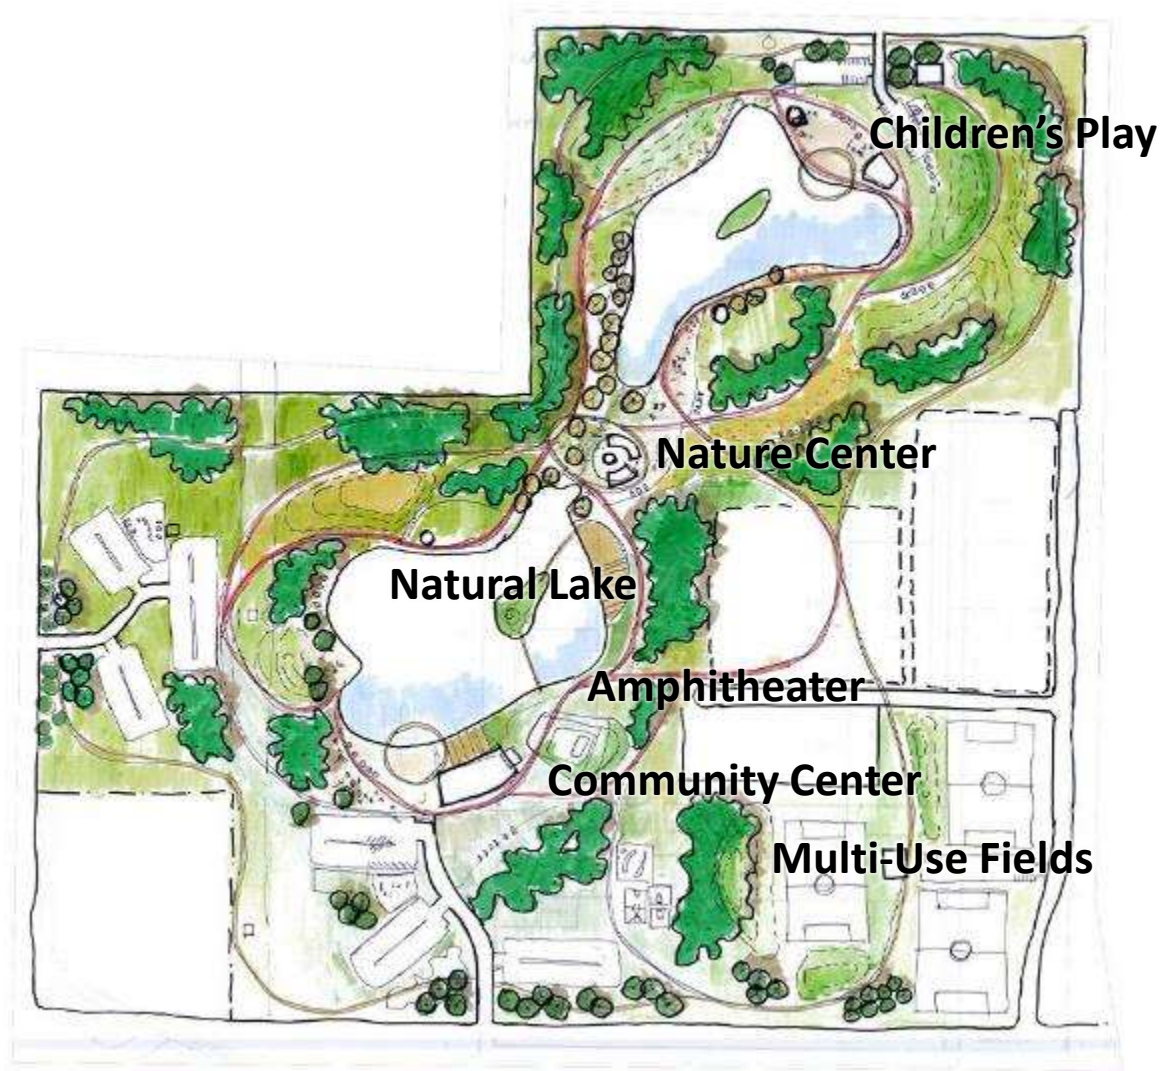 Children's Play
Nature Center
Natural Lake
Amphitheater
Community Center
Multi-Use Fields